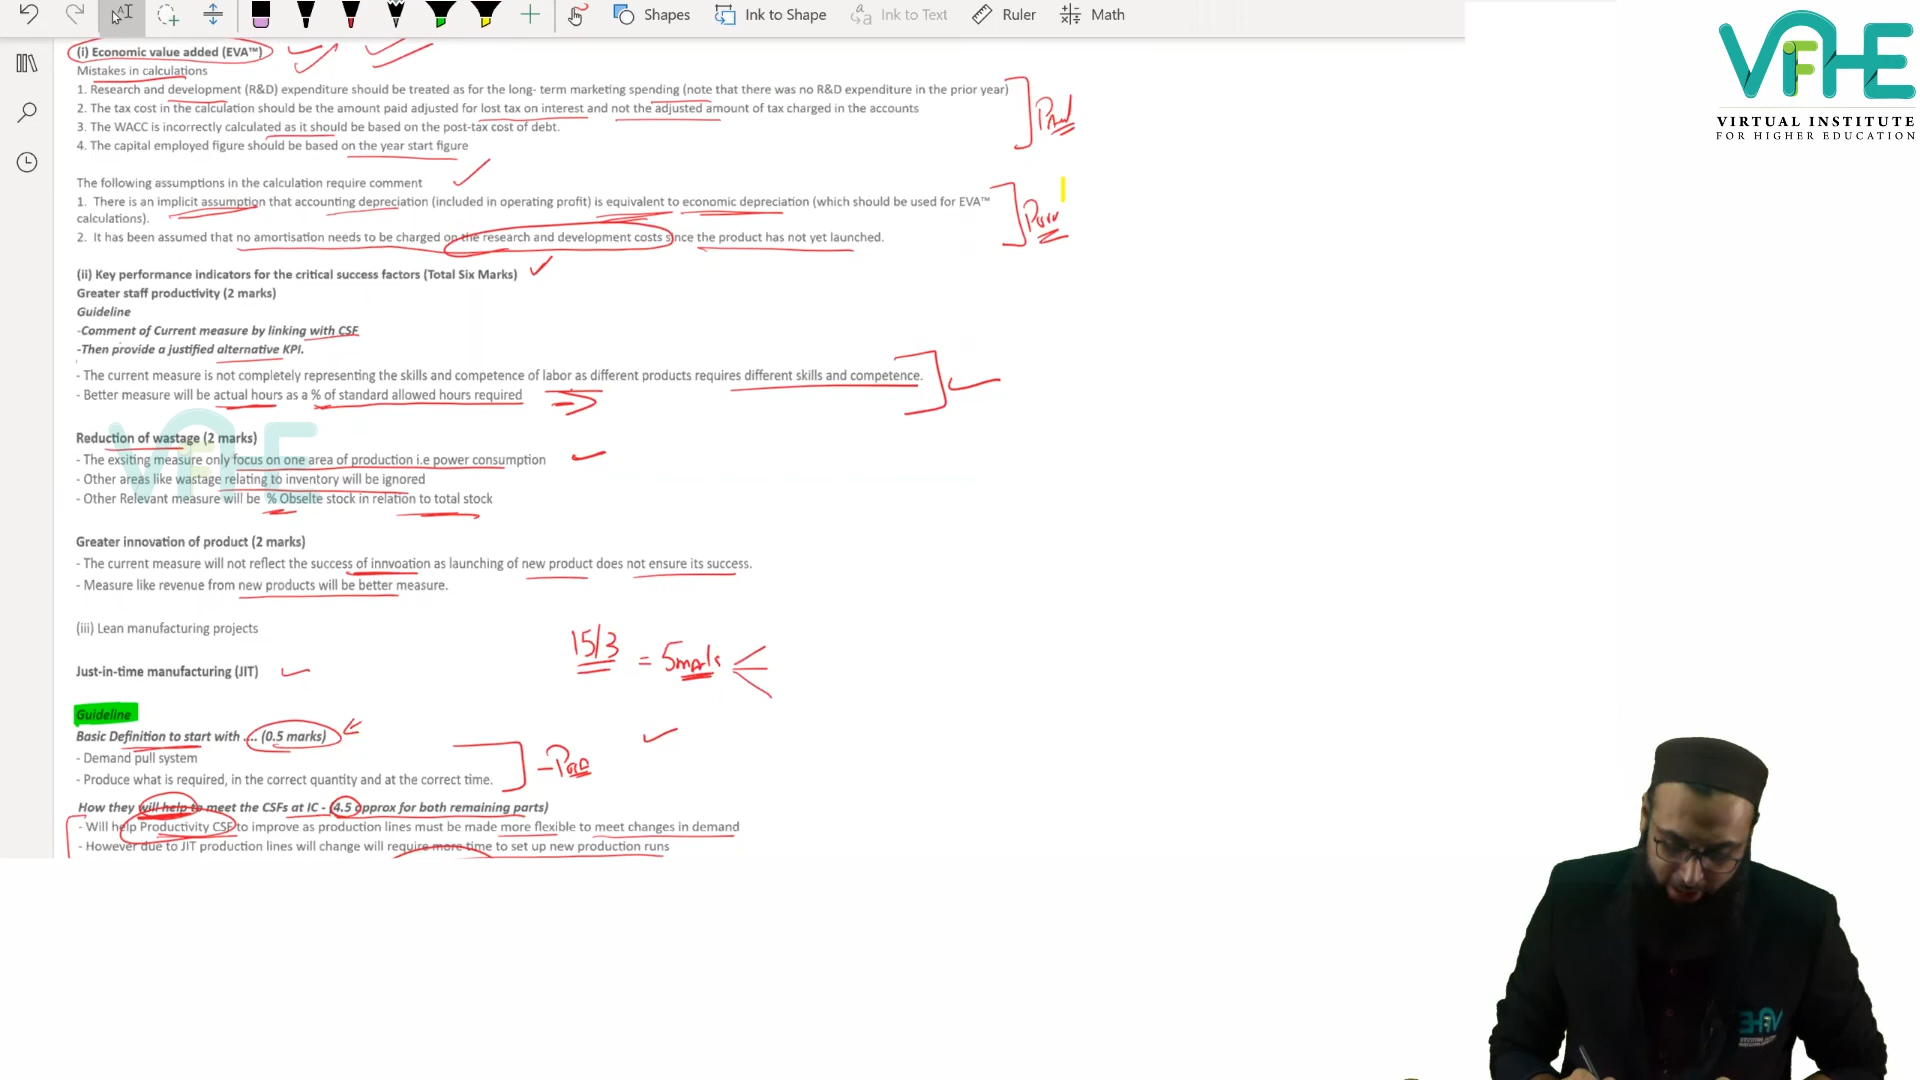 Shapes
Ink to Shape
Ink to Text
Ruler
Math
VIRTUAL INSTITUTE
FOR HIGHER EDUCATION
(i) Economic value added (EVA™)
Mistakes in calculations
1. Research and development (R&D) expenditure should be treated as for the long- term marketing spending (note that there was no R&D expenditure in the prior year)
2. The tax cost in the calculation should be the amount paid adjusted for lost tax on interest and not the adjusted amount of tax charged in the accounts
3. The WACC is incorrectly calculated as it should be based on the post-tax cost of debt.
4. The capital employed figure should be based on the year start figure
The following assumptions in the calculation require comment
1. There is an implicit assumption that accounting depreciation (included in operating profit) is equivalent to economic depreciation (which should be used for EVA™
calculations).
2. It has been assumed that no amortisation needs to be charged on the research and development costs since the product has not yet launched.
(ii) Key performance indicators for the critical success factors (Total Six Marks)
Greater staff productivity (2 marks)
Guideline
-Comment of Current measure by linking with CSF
-Then provide a justified alternative KPI.
- The current measure is not completely representing the skills and competence of labor as different products requires different skills and competence.
- Better measure will be actual hours as a % of standard allowed hours required
Reduction of wastage (2 marks)
- The exsiting measure only focus on one area of production i.e power consumption
- Other areas like wastage relating to inventory will be ignored
- Other Relevant measure will be % Obselte stock in relation to total stock
Greater innovation of product (2 marks)
- The current measure will not reflect the success of innvoation as launching of new product does not ensure its success.
- Measure like revenue from new products will be better measure.
(iii) Lean manufacturing projects
15/3 = 5 marks
Just-in-time manufacturing (JIT)
Guideline
Basic Definition to start with .... (0.5 marks)
- Demand pull system
- Produce what is required, in the correct quantity and at the correct time.
How they will help to meet the CSFs at IC - (4.5 approx for both remaining parts)
- Will help Productivity CSF to improve as production lines must be made more flexible to meet changes in demand
- However due to JIT production lines will change will require more time to set up new production runs